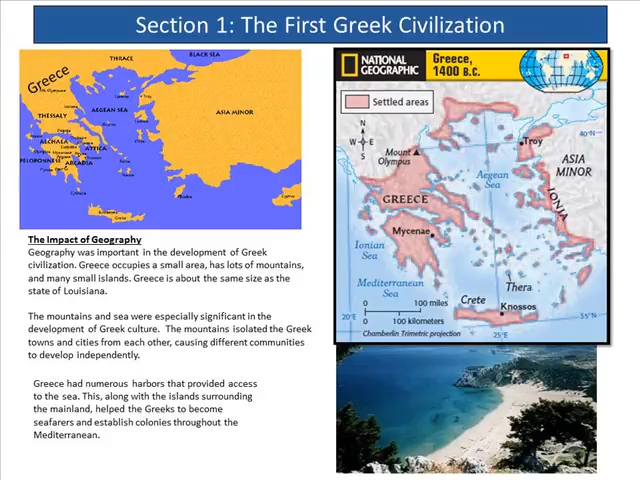 Section 1: The First Greek Civilization
Greece
THRACE
BLACK SEA
THESSALY
AEGEAN SEA
ASIA MINOR
ACHAEA
ATTICA
ARCADIA
Troy
Rhodes
NATIONAL GEOGRAPHIC
Greece, 1400 B.C.
Settled areas
N
W
E
S
40°N
Mount Olympus
Troy
ASIA MINOR
Aegean Sea
GREECE
IONIA
Mycenae
Ionian Sea
Mediterranean Sea
Thera
Crete
Knossos
0
100 miles
0
100 kilometers
Chamberlin Trimetric projection
20°E
25°E
35°N
The Impact of Geography
Geography was important in the development of Greek
civilization. Greece occupies a small area, has lots of mountains,
and many small islands. Greece is about the same size as the
state of Louisiana.
The mountains and sea were especially significant in the
development of Greek culture. The mountains isolated the Greek
towns and cities from each other, causing different communities
to develop independently.
Greece had numerous harbors that provided access
to the sea. This, along with the islands surrounding
the mainland, helped the Greeks to become
seafarers and establish colonies throughout the
Mediterranean.